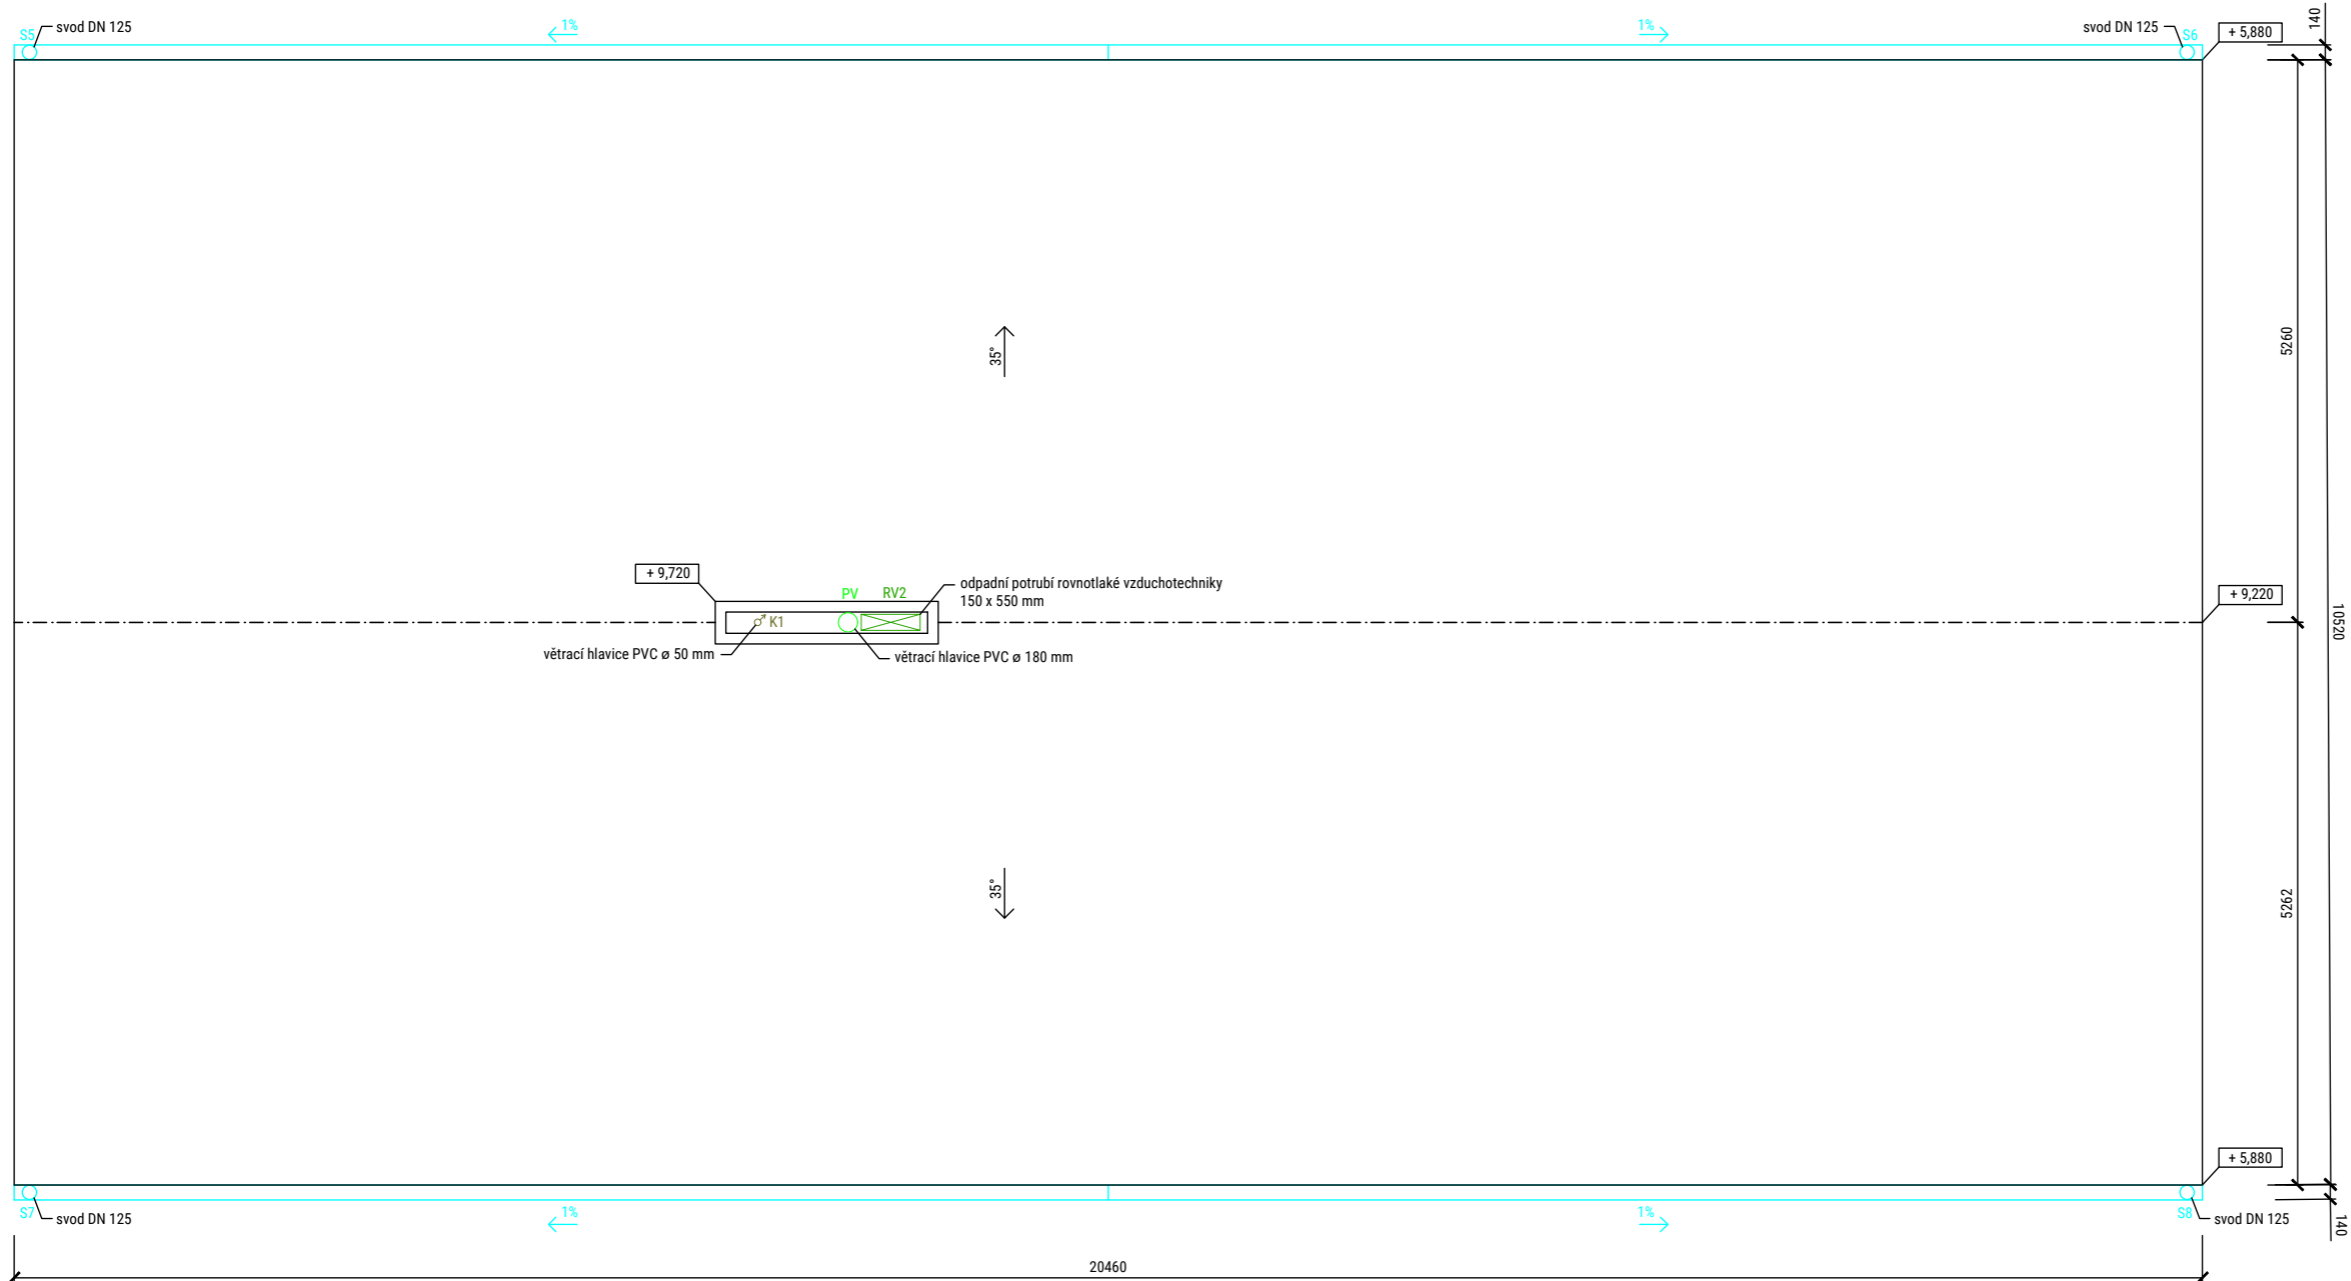 svod DN 125
S5
1%
1%
svod DN 125
S6
+ 5,880
140
35°
5260
+ 9,720
PV
RV2
odpadní potrubí rovnotlaké vzduchotechniky
150 x 550 mm
+ 9,220
10520
K1
větrací hlavice PVC ø 50 mm
větrací hlavice PVC ø 180 mm
35°
5262
+ 5,880
S7
svod DN 125
1%
1%
S8
svod DN 125
140
20460